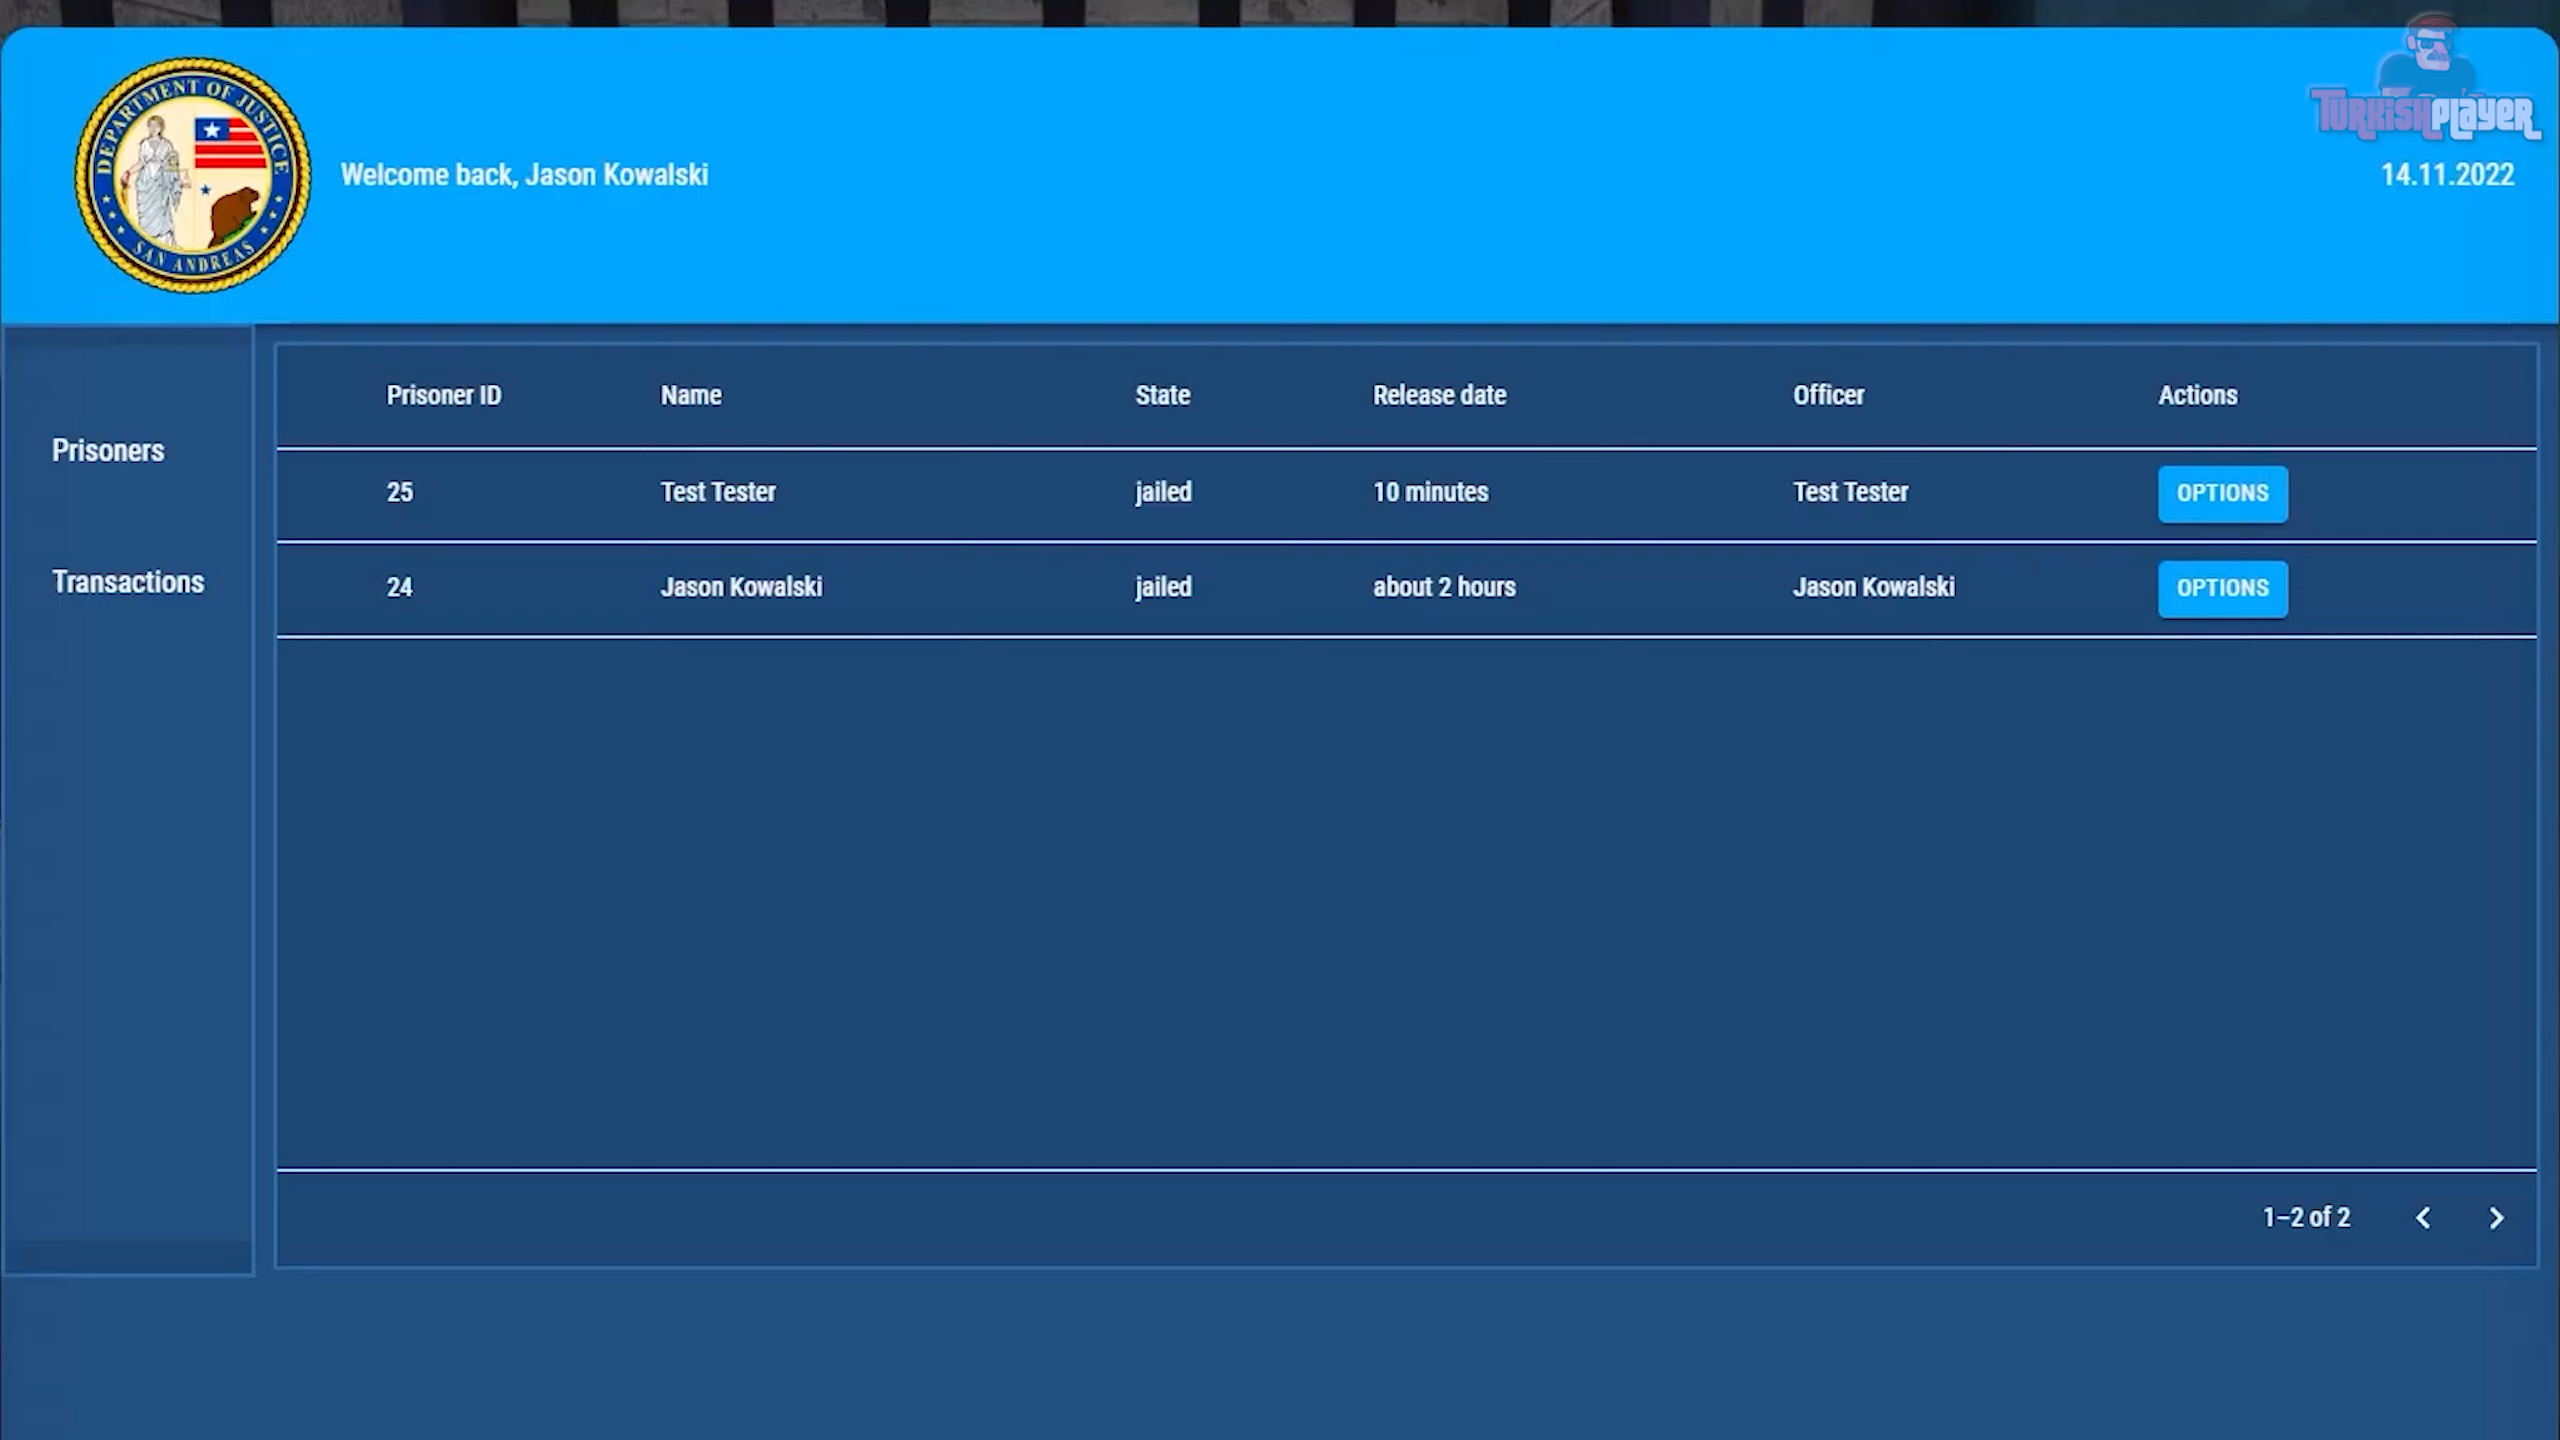 TURKISHPLAYER
DEPARTMENT OF JUSTICE
SAN ANDREAS
Welcome back, Jason Kowalski
14.11.2022
Prisoners
Transactions
Prisoner ID Name State Release date Officer Actions
25 Test Tester jailed 10 minutes Test Tester OPTIONS
24 Jason Kowalski jailed about 2 hours Jason Kowalski OPTIONS
1–2 of 2